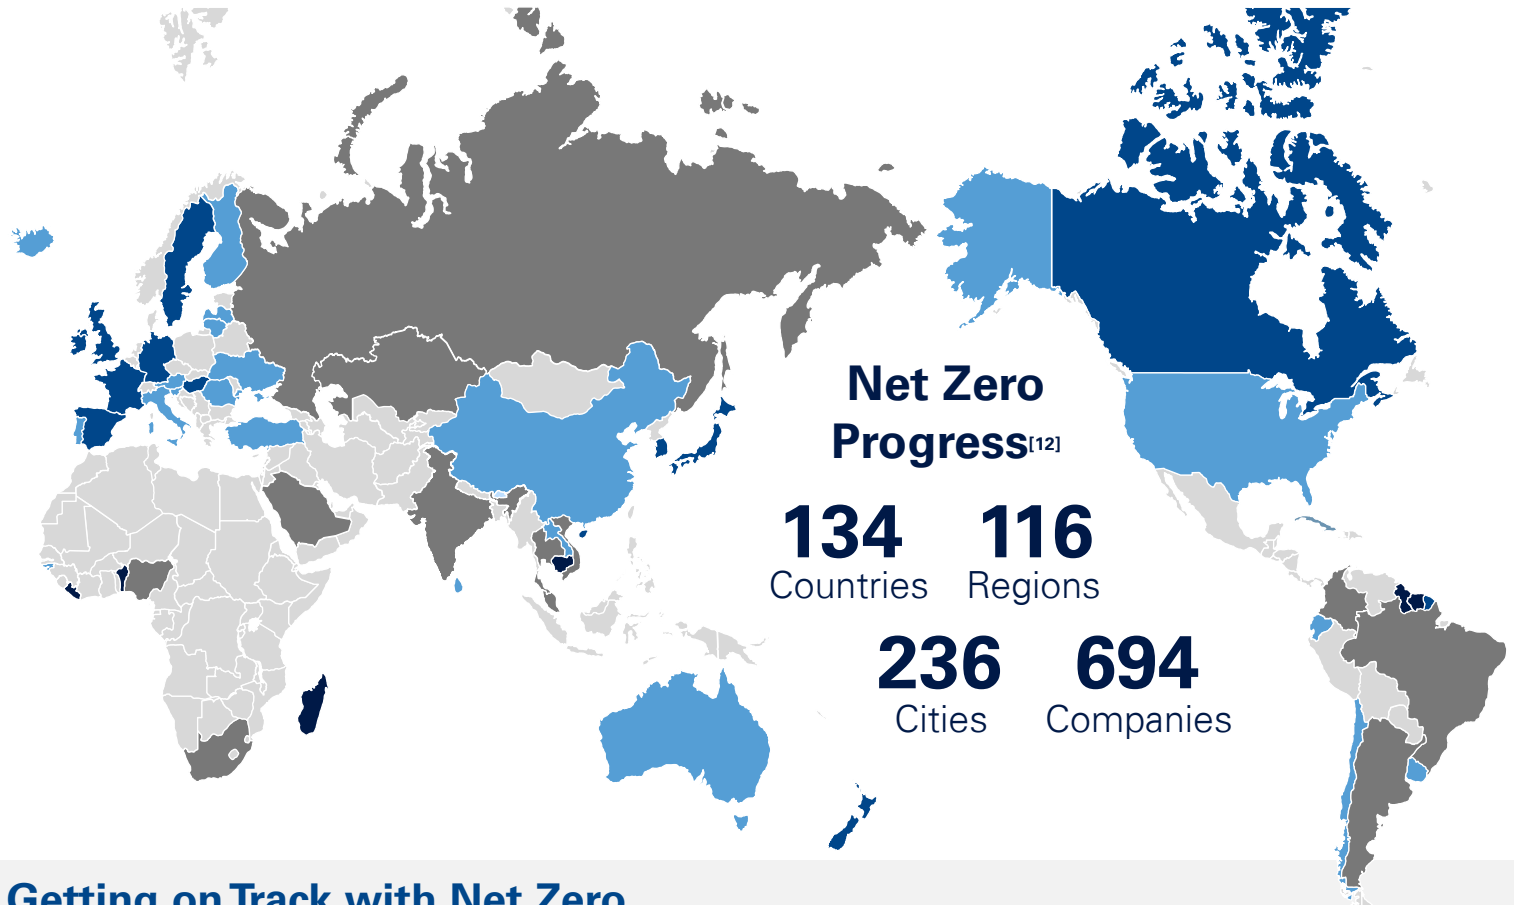 Net Zero
Progress[12]
134 116
Countries Regions
236 694
Cities Companies
Getting on Track with Net Zero